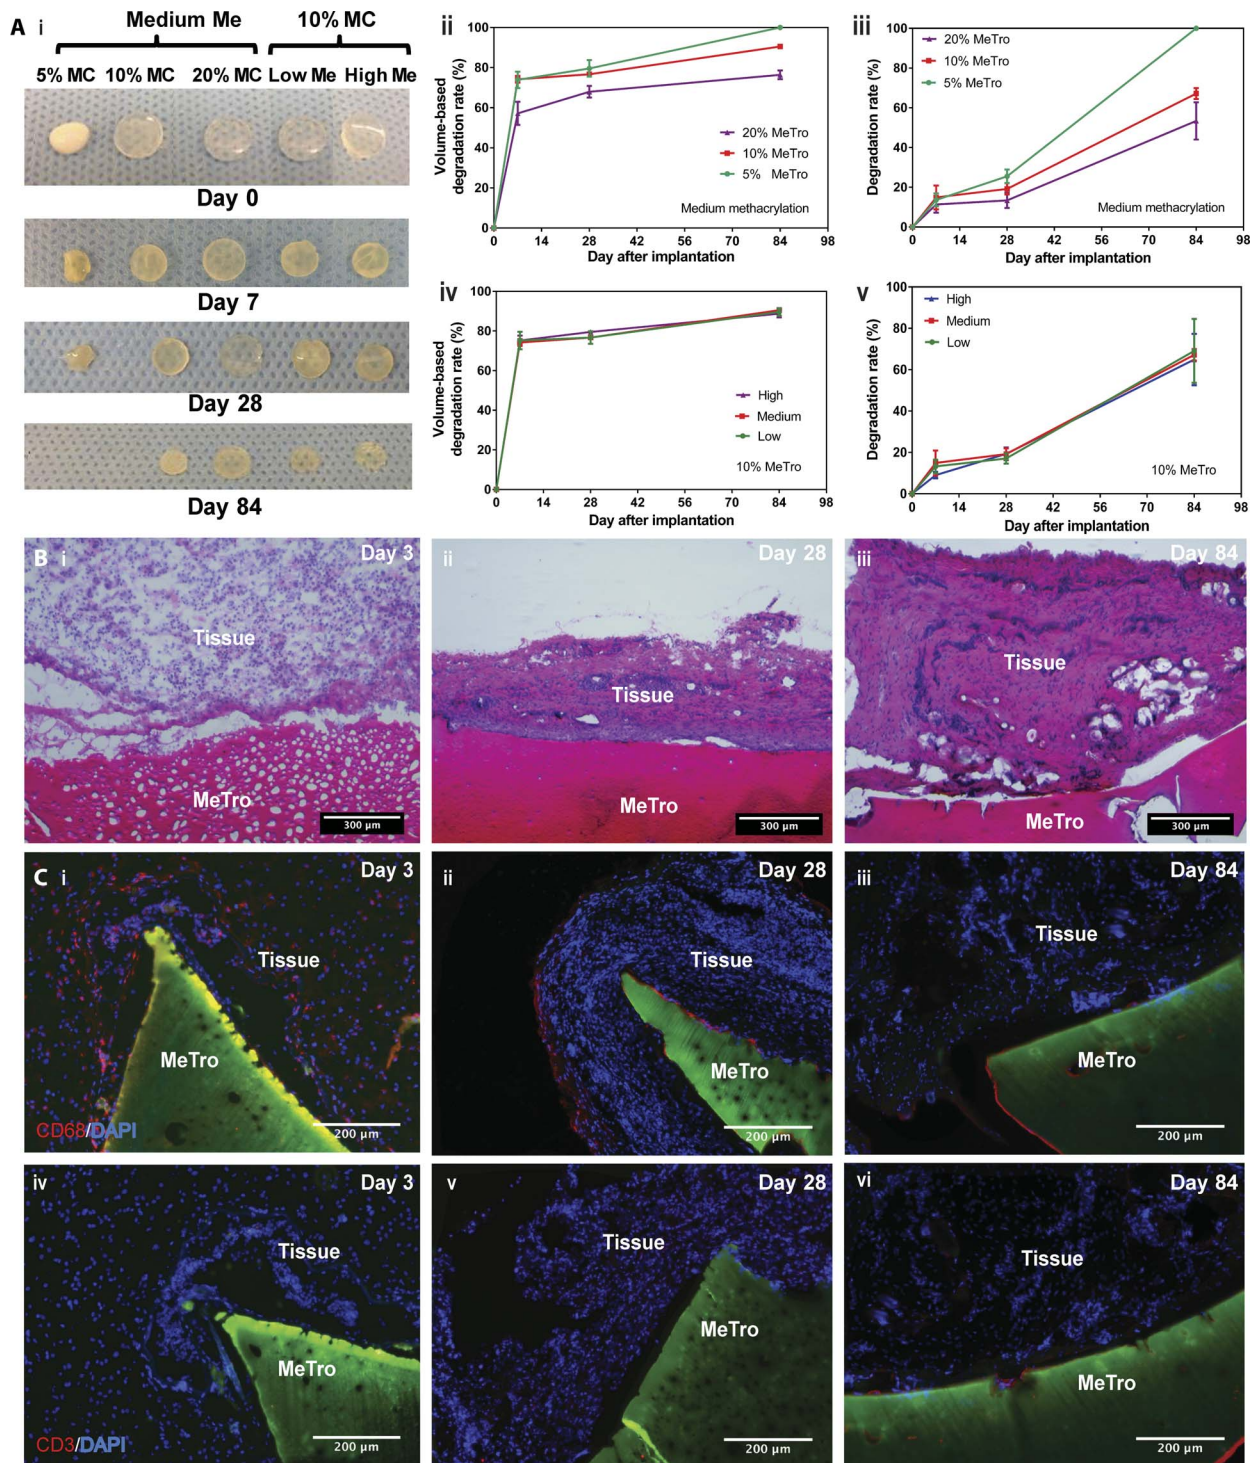 A i
Medium Me 10% MC
5% MC 10% MC 20% MC Low Me High Me
Day 0
Day 7
Day 28
Day 84
ii
Volume-based
degradation rate (%)
100
80
60
40
20
0
20% MeTro
10% MeTro
5% MeTro
Medium methacrylation
0 14 28 42 56 70 84 98
Day after implantation
iii
Degradation rate (%)
100
80
60
40
20
0
20% MeTro
10% MeTro
5% MeTro
Medium methacrylation
0 14 28 42 56 70 84 98
Day after implantation
iv
Volume-based
degradation rate (%)
100
80
60
40
20
0
High
Medium
Low
10% MeTro
0 14 28 42 56 70 84 98
Day after implantation
v
Degradation rate (%)
100
80
60
40
20
0
High
Medium
Low
10% MeTro
0 14 28 42 56 70 84 98
Day after implantation
B i Day 3
Tissue
MeTro
300 µm
ii Day 28
Tissue
MeTro
300 µm
iii Day 84
Tissue
MeTro
300 µm
C i Day 3
Tissue
MeTro
CD68/DAPI
200 µm
ii Day 28
Tissue
MeTro
200 µm
iii Day 84
Tissue
MeTro
200 µm
iv Day 3
Tissue
MeTro
CD3/DAPI
200 µm
v Day 28
Tissue
MeTro
200 µm
vi Day 84
Tissue
MeTro
200 µm